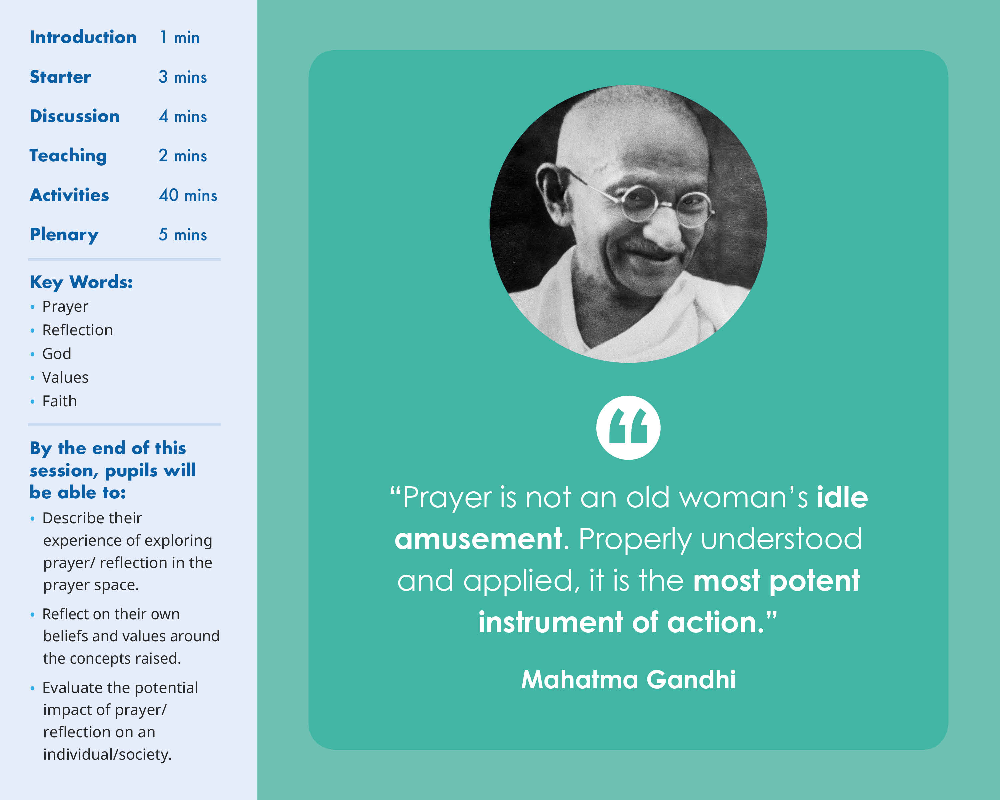 Introduction 1 min
Starter 3 mins
Discussion 4 mins
Teaching 2 mins
Activities 40 mins
Plenary 5 mins
Key Words:
• Prayer
• Reflection
• God
• Values
• Faith
By the end of this
session, pupils will
be able to:
• Describe their
experience of exploring
prayer/ reflection in the
prayer space.
• Reflect on their own
beliefs and values around
the concepts raised.
• Evaluate the potential
impact of prayer/
reflection on an
individual/society.
“
“Prayer is not an old woman’s idle
amusement. Properly understood
and applied, it is the most potent
instrument of action.”
Mahatma Gandhi